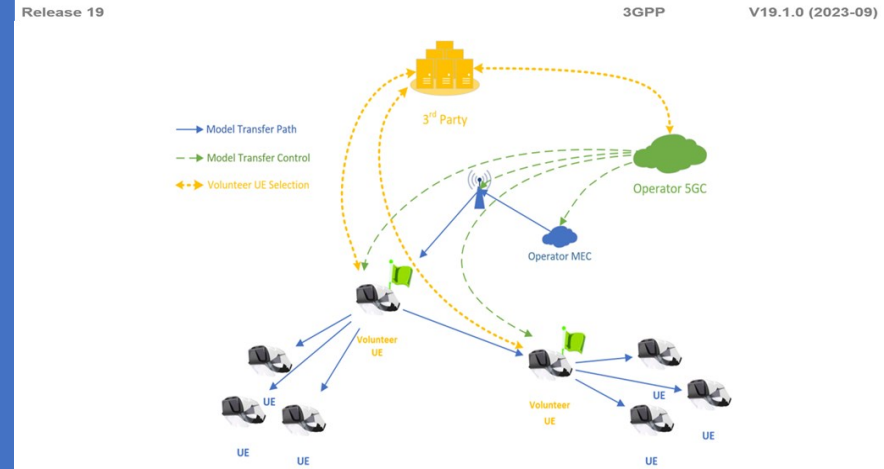 Release 19 3GPP V19.1.0 (2023-09)
3rd Party
Model Transfer Path
Model Transfer Control
Volunteer UE Selection
Operator 5GC
Operator MEC
Volunteer
UE
UE
UE
UE
Volunteer
UE
UE
UE
UE